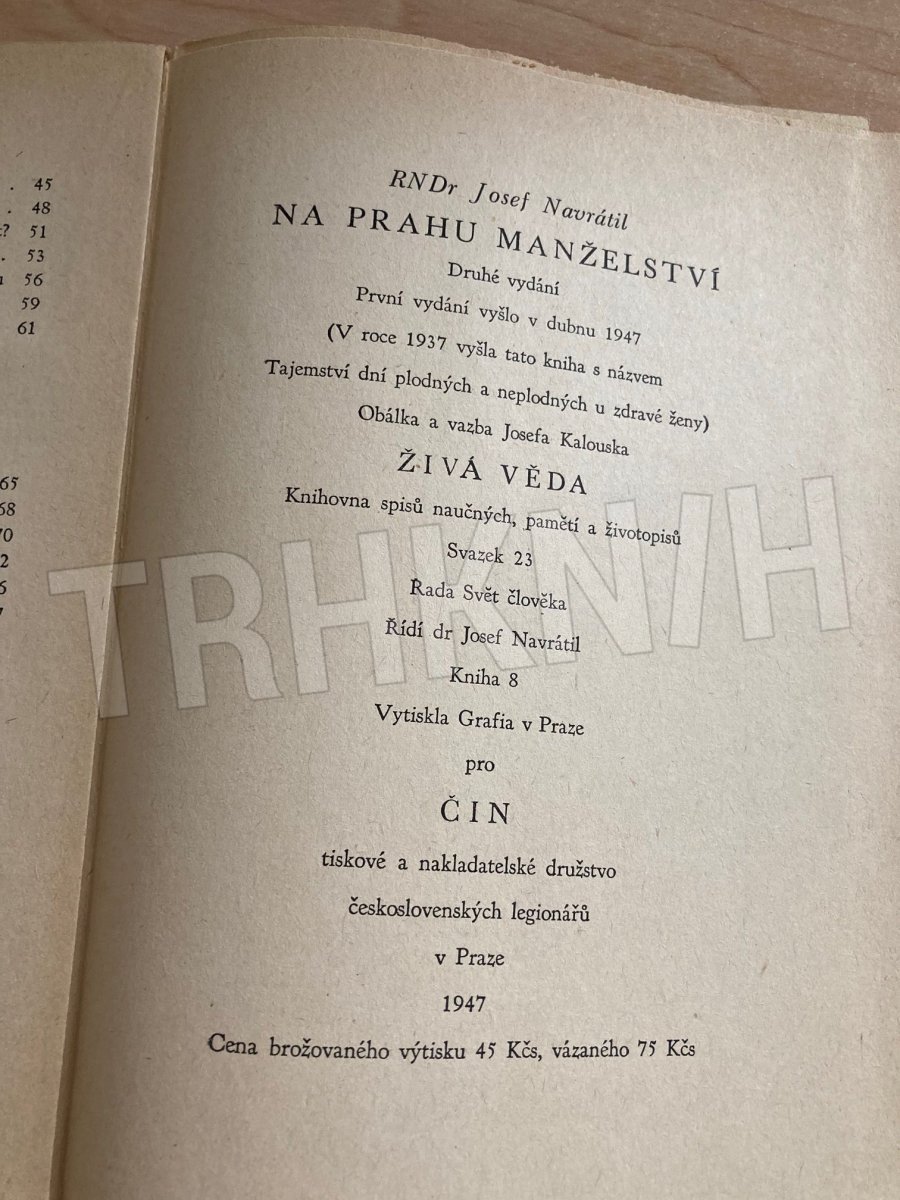 . 45
. 48
? 51
. 53
56
59
61
65
68
70
2
6
RNDr Josef Navrátil
NA PRAHU MANŽELSTVÍ
Druhé vydání
První vydání vyšlo v dubnu 1947
(V roce 1937 vyšla tato kniha s názvem
Tajemství dní plodných a neplodných u zdravé ženy)
Obálka a vazba Josefa Kalouska
ŽIVÁ VĚDA
Knihovna spisů naučných, pamětí a životopisů
Svazek 23
Řada Svět člověka
Řídí dr Josef Navrátil
Kniha 8
Vytiskla Grafia v Praze
pro
ČIN
tiskové a nakladatelské družstvo
československých legionářů
v Praze
1947
Cena brožovaného výtisku 45 Kčs, vázaného 75 Kčs
TRHKNIH